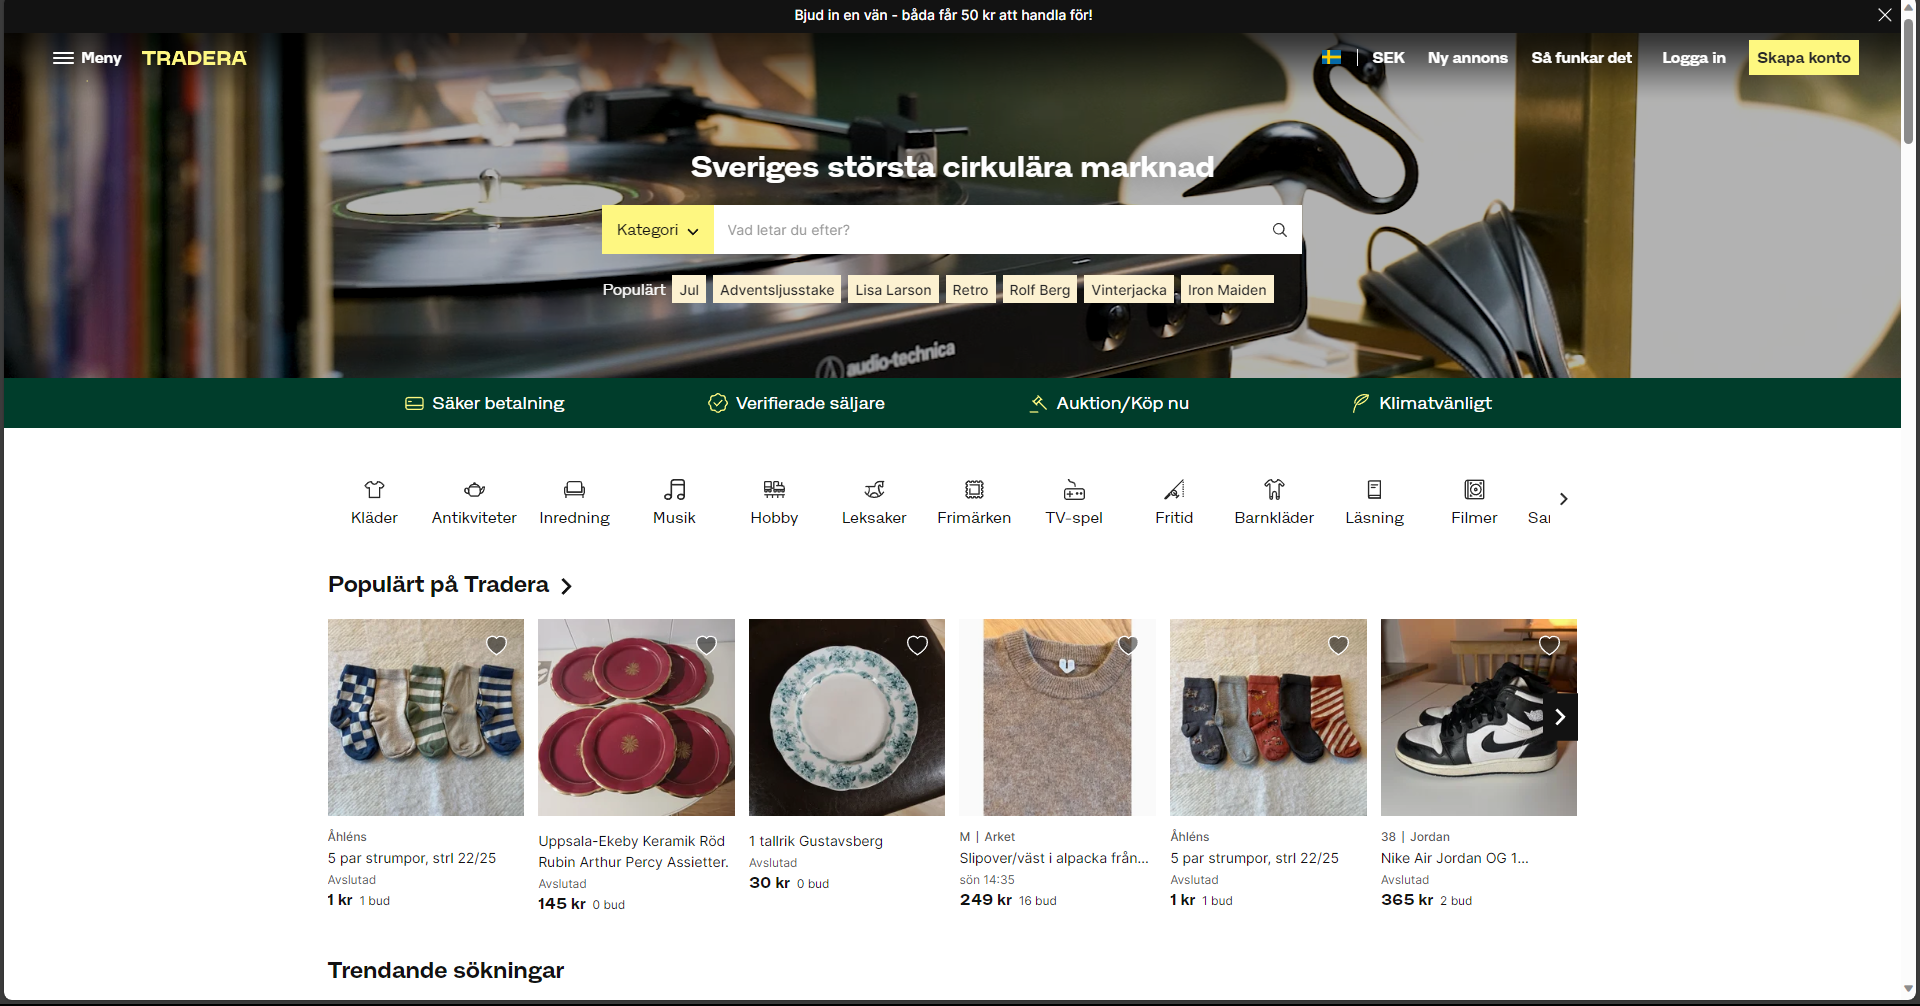 Bjud in en vän - båda får 50 kr att handla för!
Meny
TRADERA
SEK
Ny annons
Så funkar det
Logga in
Skapa konto
Sveriges största cirkulära marknad
Kategori
Vad letar du efter?
Populärt
Jul
Adventsljusstake
Lisa Larson
Retro
Rolf Berg
Vinterjacka
Iron Maiden
audio-technica
Säker betalning
Verifierade säljare
Auktion/Köp nu
Klimatvänligt
Kläder
Antikviteter
Inredning
Musik
Hobby
Leksaker
Frimärken
TV-spel
Fritid
Barnkläder
Läsning
Filmer
Populärt på Tradera
Åhléns
5 par strumpor, strl 22/25
Avslutad
1 kr 1 bud
Uppsala-Ekeby Keramik Röd
Rubin Arthur Percy Assietter.
Avslutad
145 kr 0 bud
1 tallrik Gustavsberg
Avslutad
30 kr 0 bud
M | Arket
Slipover/väst i alpacka från...
sön 14:35
249 kr 16 bud
Åhléns
5 par strumpor, strl 22/25
Avslutad
1 kr 1 bud
38 | Jordan
Nike Air Jordan OG 1...
Avslutad
365 kr 2 bud
Trendande sökningar